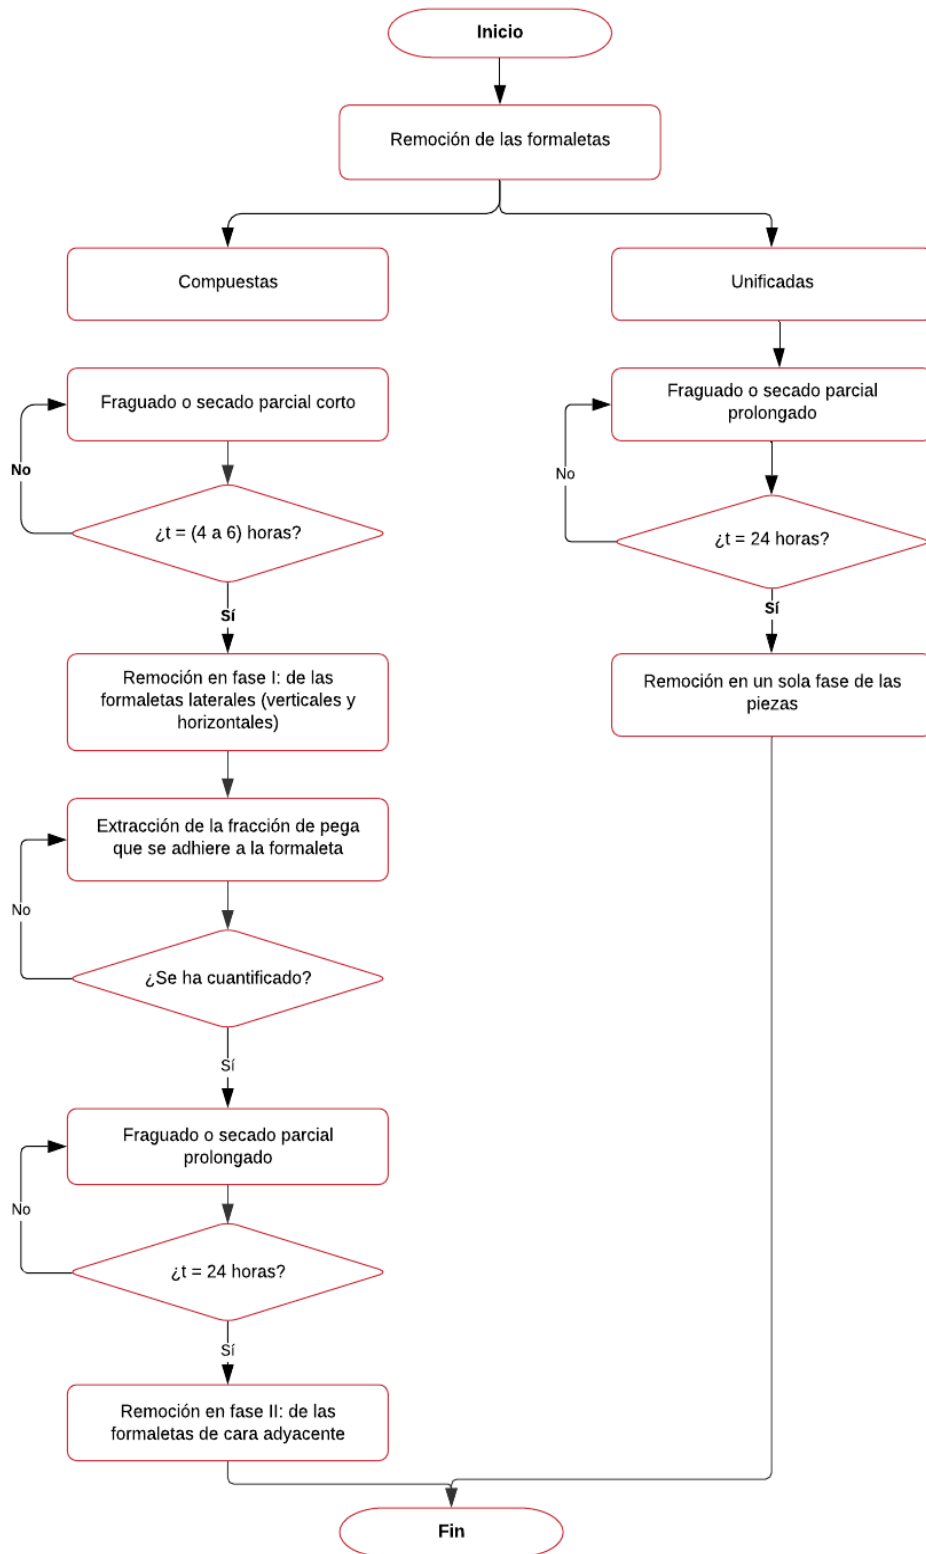 Inicio
Remoción de las formaletas
Compuestas
Unificadas
Fraguado o secado parcial corto
Fraguado o secado parcial
prolongado
No
No
¿t = (4 a 6) horas?
¿t = 24 horas?
Sí
Sí
Remoción en fase I: de las
formaletas laterales (verticales y
horizontales)
Remoción en un sola fase de las
piezas
Extracción de la fracción de pega
que se adhiere a la formaleta
No
¿Se ha cuantificado?
Sí
Fraguado o secado parcial
prolongado
No
¿t = 24 horas?
Sí
Remoción en fase II: de las
formaletas de cara adyacente
Fin